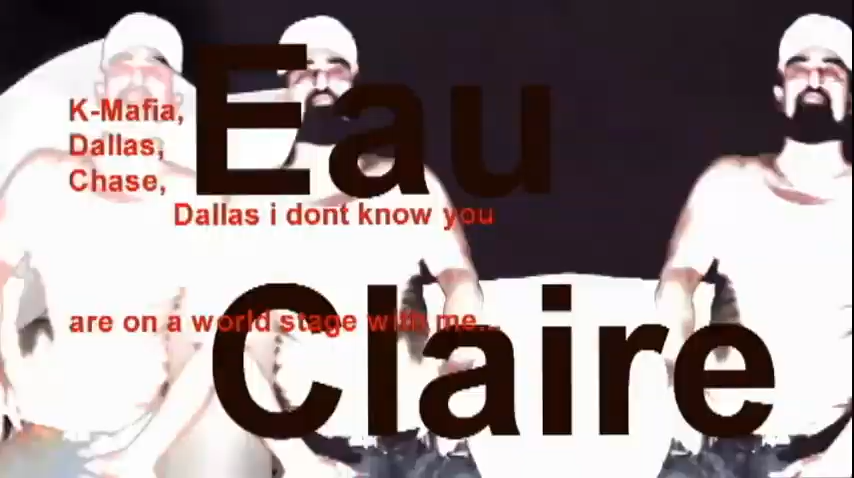 Eau
K-Mafia,
Dallas,
Chase,
Dallas i dont know you
Claire
are on a world stage with me...